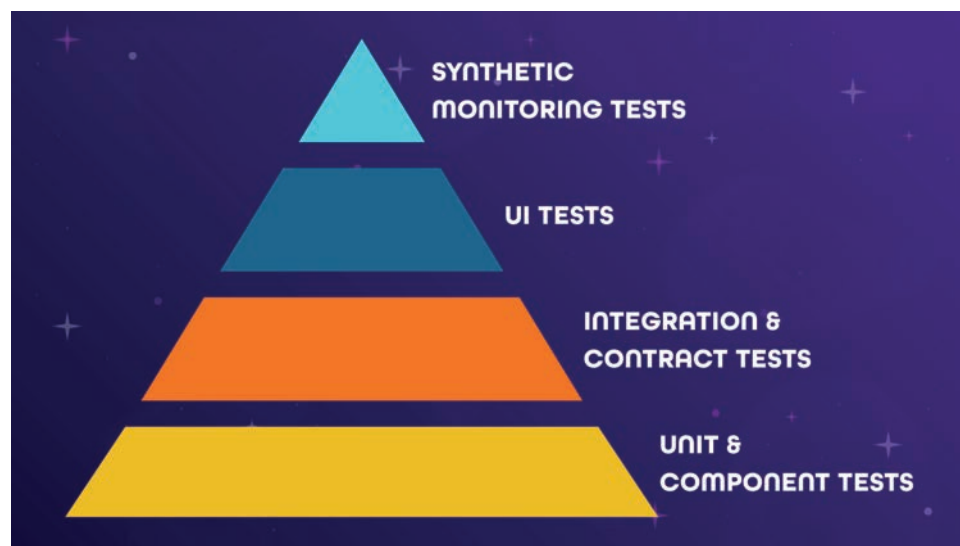 SYNTHETIC
MONITORING TESTS
UI TESTS
INTEGRATION &
CONTRACT TESTS
UNIT &
COMPONENT TESTS